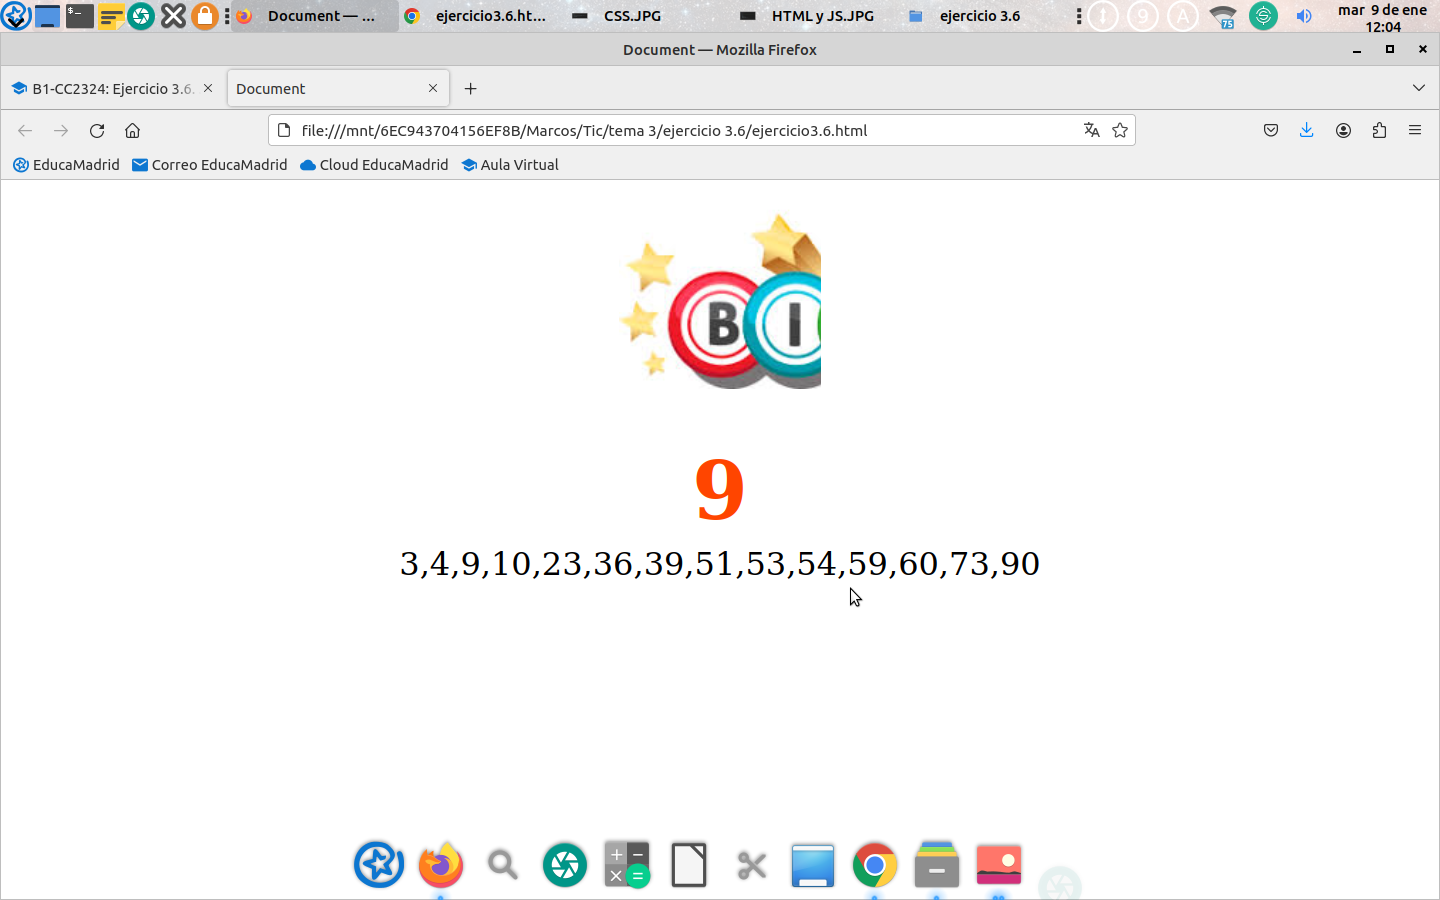 Document — ...
ejercicio3.6.ht...
CSS.JPG
HTML y JS.JPG
ejercicio 3.6
9
A
75
mar 9 de ene
12:04
Document — Mozilla Firefox
B1-CC2324: Ejercicio 3.6.
Document
file:///mnt/6EC943704156EF8B/Marcos/Tic/tema 3/ejercicio 3.6/ejercicio3.6.html
EducaMadrid
Correo EducaMadrid
Cloud EducaMadrid
Aula Virtual
B I
9
3,4,9,10,23,36,39,51,53,54,59,60,73,90